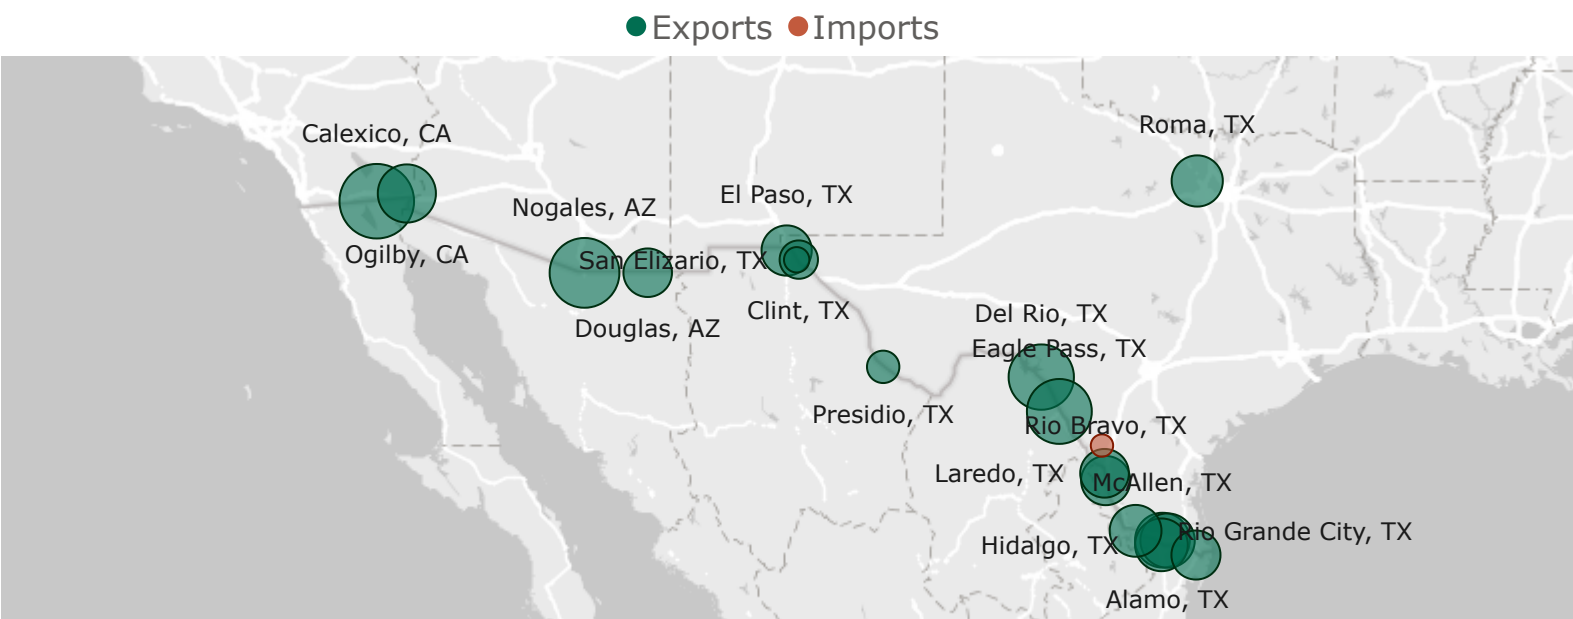 Exports Imports
Calexico, CA
Roma, TX
El Paso, TX
Nogales, AZ
Ogilby, CA
San Elizario, TX
Clint, TX
Del Rio, TX
Douglas, AZ
Eagle Pass, TX
Presidio, TX
Rio Bravo, TX
Laredo, TX
McAllen, TX
Rio Grande City, TX
Hidalgo, TX
Alamo, TX